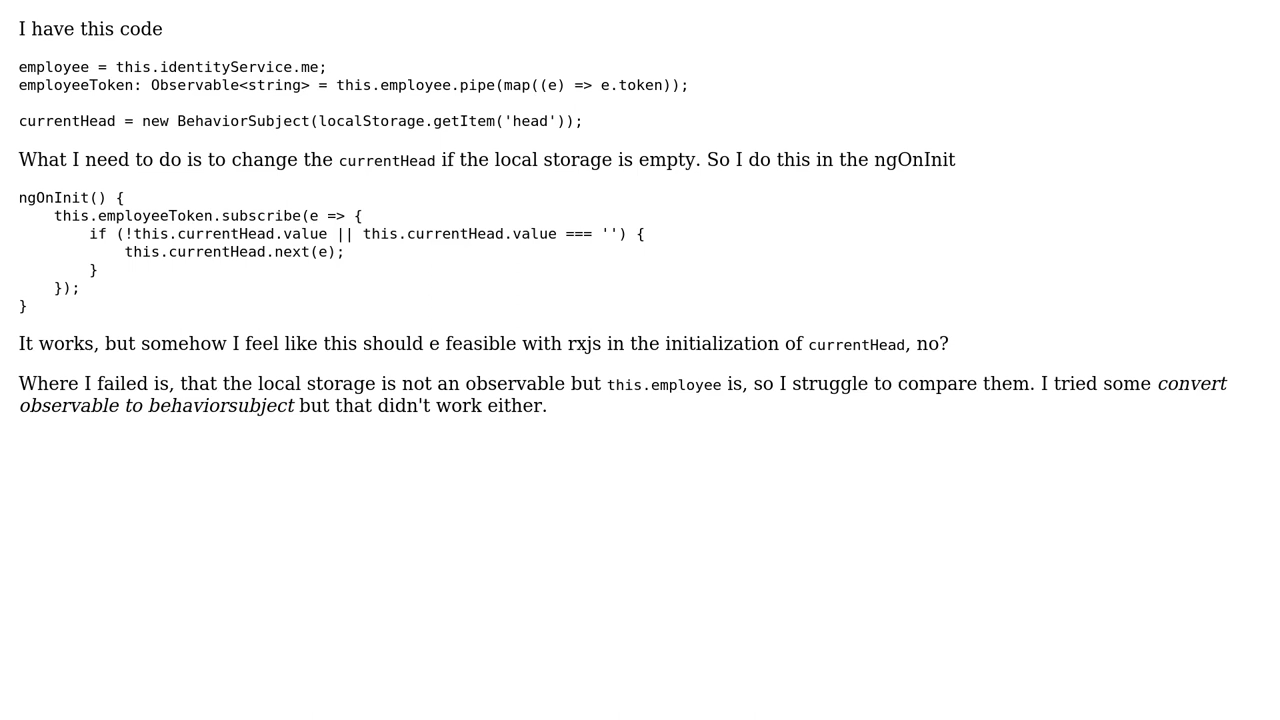 I have this code
employee = this.identityService.me;
employeeToken: Observable<string> = this.employee.pipe(map((e) => e.token));
currentHead = new BehaviorSubject(localStorage.getItem('head'));
What I need to do is to change the currentHead if the local storage is empty. So I do this in the ngOnInit
ngOnInit() {
    this.employeeToken.subscribe(e => {
        if (!this.currentHead.value || this.currentHead.value === '') {
            this.currentHead.next(e);
        }
    });
}
It works, but somehow I feel like this should e feasible with rxjs in the initialization of currentHead, no?
Where I failed is, that the local storage is not an observable but this.employee is, so I struggle to compare them. I tried some convert
observable to behaviorsubject but that didn't work either.